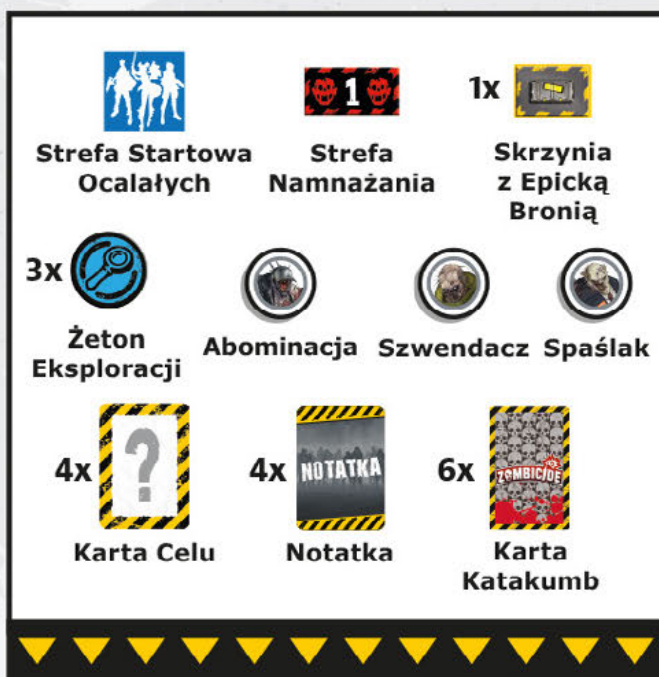 1
1x
Strefa Startowa
Ocalałych
Strefa
Namnażania
Skrzynia
z Epicką
Bronią
3x
Żeton
Eksploracji
Abominacja
Szwendacz
Spaślak
4x
?
4x
NOTATKA
6x
ZOMBICIDE
Karta Celu
Notatka
Karta
Katakumb